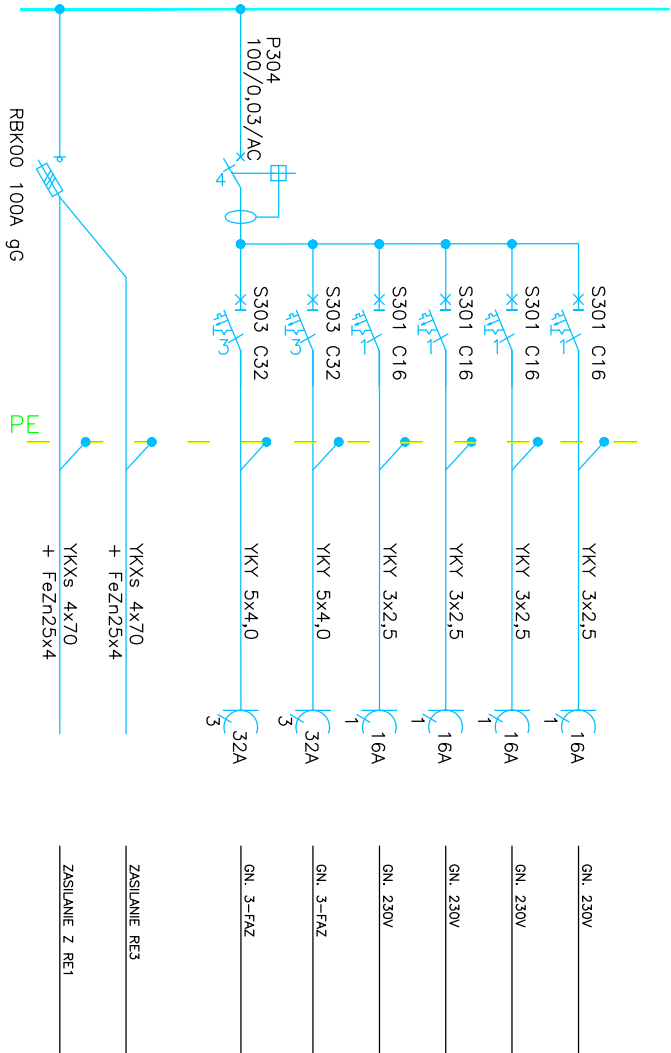 P304
100/0,03/AC
4
RBK00 100A gG
S303 C32
S303 C32
S301 C16
S301 C16
S301 C16
S301 C16
3
3
1
1
1
1
PE
YKXs 4x70
+ FeZn25x4
YKXs 4x70
+ FeZn25x4
YKY 5x4,0
YKY 5x4,0
YKY 3x2,5
YKY 3x2,5
YKY 3x2,5
YKY 3x2,5
3
32A
3
32A
1
16A
1
16A
1
16A
1
16A
ZASILANIE Z RE1
ZASILANIE RE3
GN. 3-FAZ
GN. 3-FAZ
GN. 230V
GN. 230V
GN. 230V
GN. 230V